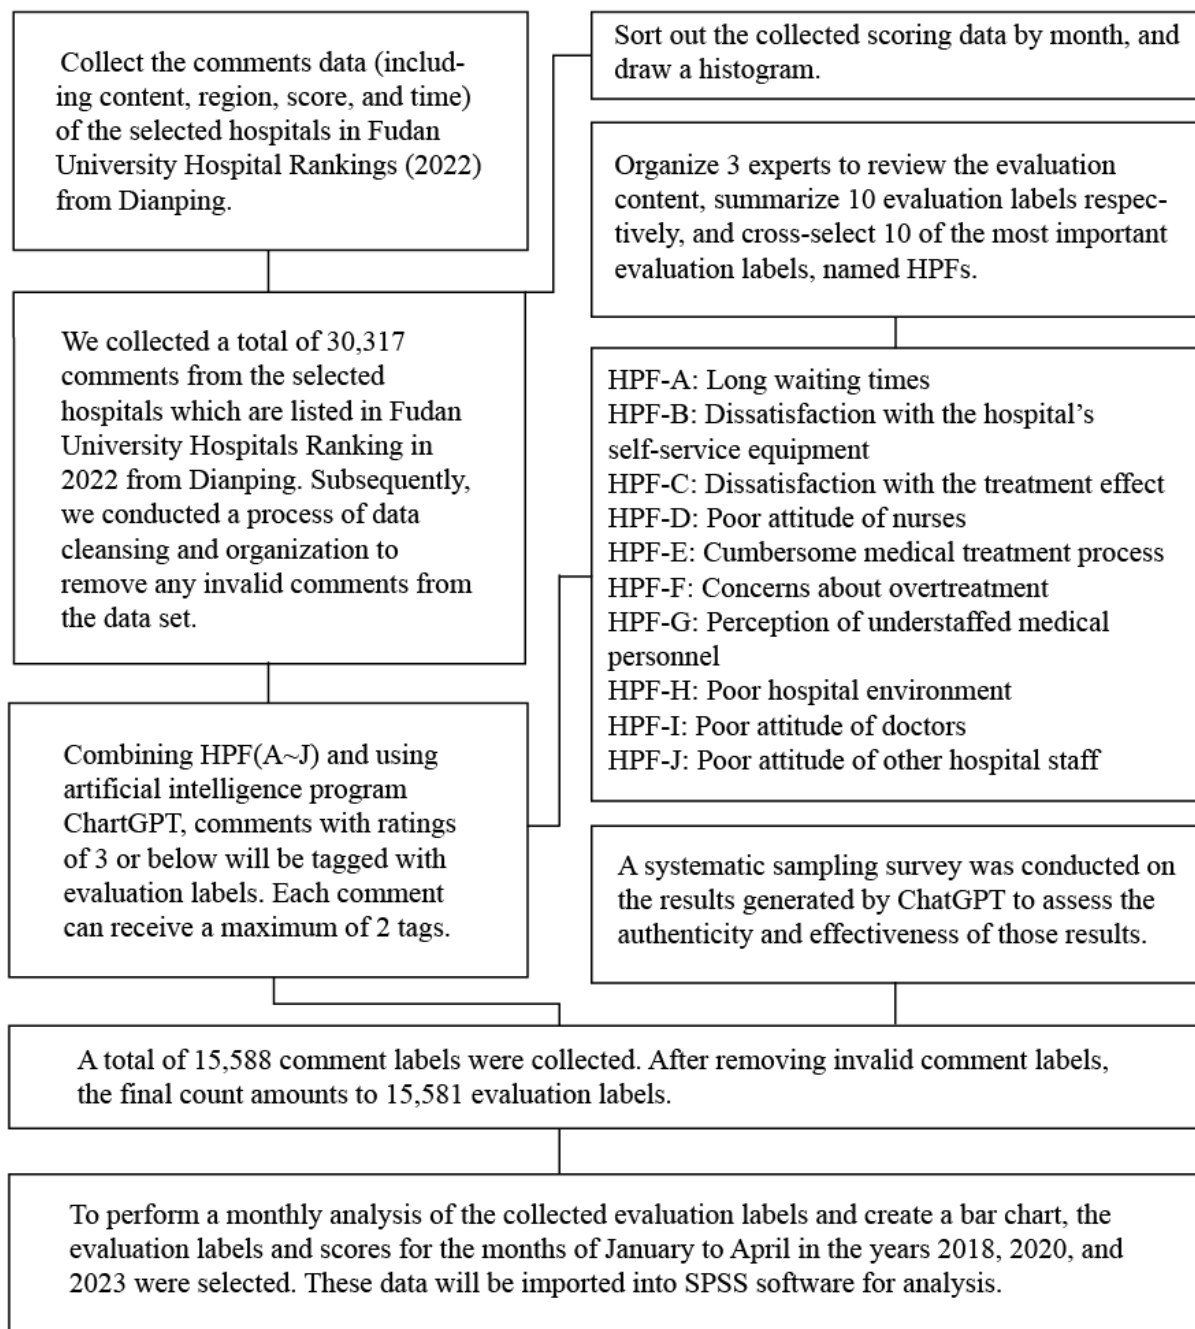 Collect the comments data (includ-
ing content, region, score, and time)
of the selected hospitals in Fudan
University Hospital Rankings (2022)
from Dianping.
Sort out the collected scoring data by month, and
draw a histogram.
Organize 3 experts to review the evaluation
content, summarize 10 evaluation labels respec-
tively, and cross-select 10 of the most important
evaluation labels, named HPFs.
We collected a total of 30,317
comments from the selected
hospitals which are listed in Fudan
University Hospitals Ranking in
2022 from Dianping. Subsequently,
we conducted a process of data
cleansing and organization to
remove any invalid comments from
the data set.
HPF-A: Long waiting times
HPF-B: Dissatisfaction with the hospital’s
self-service equipment
HPF-C: Dissatisfaction with the treatment effect
HPF-D: Poor attitude of nurses
HPF-E: Cumbersome medical treatment process
HPF-F: Concerns about overtreatment
HPF-G: Perception of understaffed medical
personnel
HPF-H: Poor hospital environment
HPF-I: Poor attitude of doctors
HPF-J: Poor attitude of other hospital staff
Combining HPF(A~J) and using
artificial intelligence program
ChartGPT, comments with ratings
of 3 or below will be tagged with
evaluation labels. Each comment
can receive a maximum of 2 tags.
A systematic sampling survey was conducted on
the results generated by ChatGPT to assess the
authenticity and effectiveness of those results.
A total of 15,588 comment labels were collected. After removing invalid comment labels,
the final count amounts to 15,581 evaluation labels.
To perform a monthly analysis of the collected evaluation labels and create a bar chart, the
evaluation labels and scores for the months of January to April in the years 2018, 2020, and
2023 were selected. These data will be imported into SPSS software for analysis.